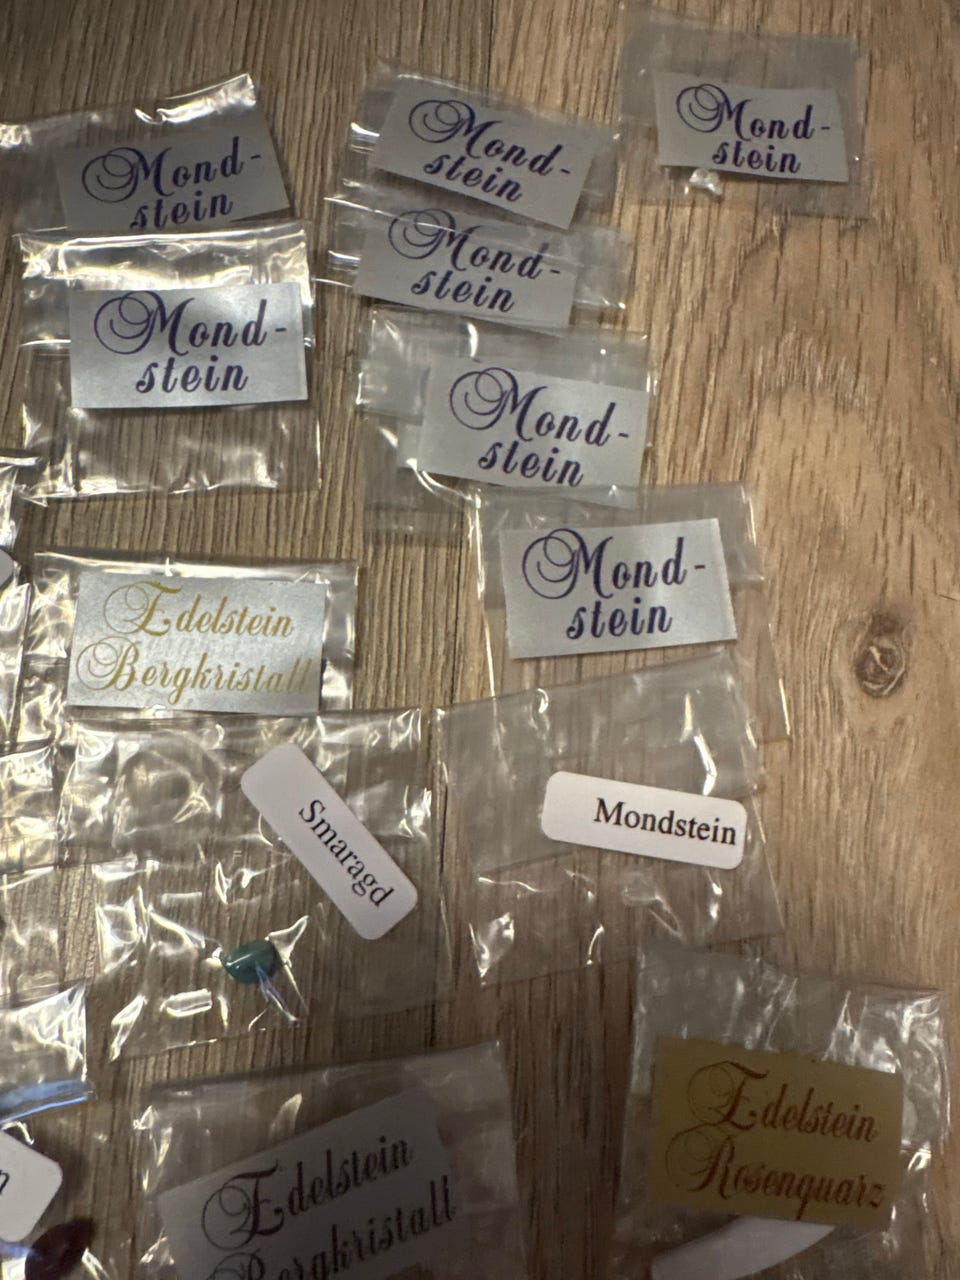 Mond-
stein
Mond-
stein
Mond-
stein
Mond-
stein
Mond-
stein
Mond-
stein
Mond-
stein
Edelstein
Bergkristall
Smaragd
Mondstein
Edelstein
Rosenquarz
Edelstein
Bergkristall